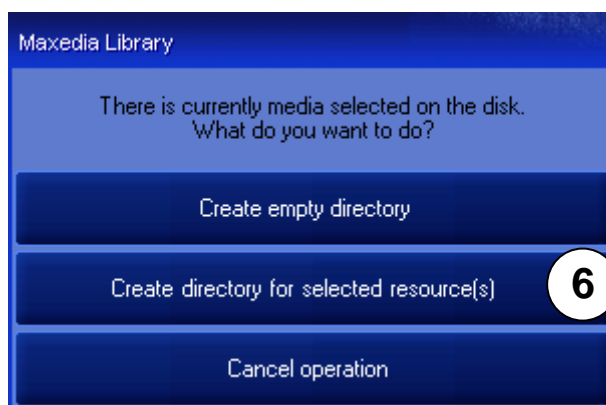 Maxedia Library
There is currently media selected on the disk.
What do you want to do?
Create empty directory
Create directory for selected resource(s)
6
Cancel operation